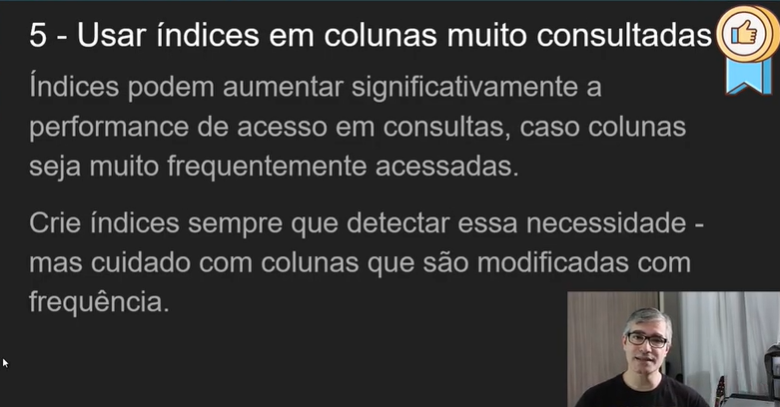 5 - Usar índices em colunas muito consultadas
Índices podem aumentar significativamente a
performance de acesso em consultas, caso colunas
seja muito frequentemente acessadas.
Crie índices sempre que detectar essa necessidade -
mas cuidado com colunas que são modificadas com
frequência.